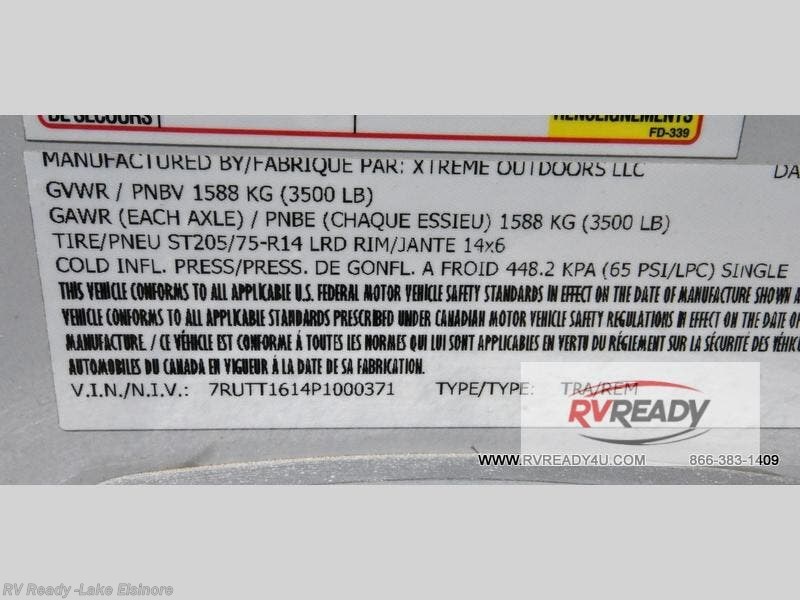 DE SECOURS
RENSEIGNEMENTS
FD-339
MANUFACTURED BY/FABRIQUE PAR: XTREME OUTDOORS LLC DA
GVWR / PNBV 1588 KG (3500 LB)
GAWR (EACH AXLE) / PNBE (CHAQUE ESSIEU) 1588 KG (3500 LB)
TIRE/PNEU ST205/75-R14 LRD RIM/JANTE 14x6
COLD INFL. PRESS/PRESS. DE GONFL. A FROID 448.2 KPA (65 PSI/LPC) SINGLE
THIS VEHICLE CONFORMS TO ALL APPLICABLE U.S. FEDERAL MOTOR VEHICLE SAFETY STANDARDS IN EFFECT ON THE DATE OF MANUFACTURE SHOWN A
VEHICLE CONFORMS TO ALL APPLICABLE STANDARDS PRESCRIBED UNDER CANADIAN MOTOR VEHICLE SAFETY REGULATIONS IN EFFECT ON THE DATE OF
MANUFACTURE. / CE VÉHICLE EST CONFORME À TOUTES LES NORMES QUI LUI SONT APPLICABLES EN VERTU DU RÉGLEMENT SUR LA SÉCURITÉ DES VÉHIC
AUTOMOBILES DU CANADA EN VIGUEUR À LA DATE DE SA FABRICATION.
V.I.N./N.I.V.: 7RUTT1614P1000371 TYPE/TYPE: TRA/REM
RVREADY
WWW.RVREADY4U.COM 866-383-1409
RV Ready -Lake Elsinore